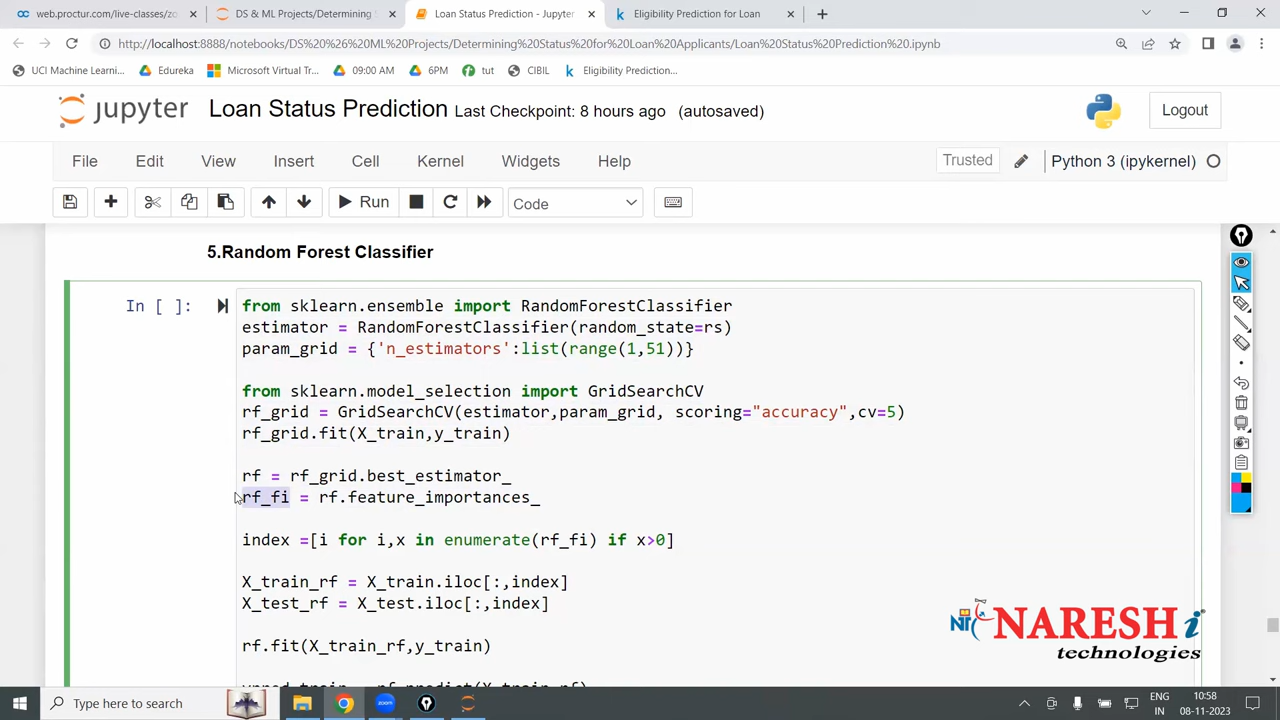 web.proctur.com/live-classes/zo
DS & ML Projects/Determining S
Loan Status Prediction - Jupyter
Eligibility Prediction for Loan
http://localhost:8888/notebooks/DS%20%26%20ML%20Projects/Determining%20Status%20for%20Loan%20Applicants/Loan%20Status%20Prediction%20.ipynb
UCI Machine Learni...
Edureka
Microsoft Virtual Tr...
09:00 AM
6PM
tut
CIBIL
Eligibility Prediction...
jupyter
Loan Status Prediction Last Checkpoint: 8 hours ago (autosaved)
Logout
File Edit View Insert Cell Kernel Widgets Help
Trusted
Python 3 (ipykernel)
Run
Code
5.Random Forest Classifier
In [ ]:
from sklearn.ensemble import RandomForestClassifier
estimator = RandomForestClassifier(random_state=rs)
param_grid = {'n_estimators':list(range(1,51))}
from sklearn.model_selection import GridSearchCV
rf_grid = GridSearchCV(estimator,param_grid, scoring="accuracy",cv=5)
rf_grid.fit(X_train,y_train)
rf = rf_grid.best_estimator_
rf_fi = rf.feature_importances_
index =[i for i,x in enumerate(rf_fi) if x>0]
X_train_rf = X_train.iloc[:,index]
X_test_rf = X_test.iloc[:,index]
rf.fit(X_train_rf,y_train)
ypred_train = rf.predict(X_train_rf)
NARESH i
technologies
Type here to search
zoom
ENG
IN
10:58
08-11-2023